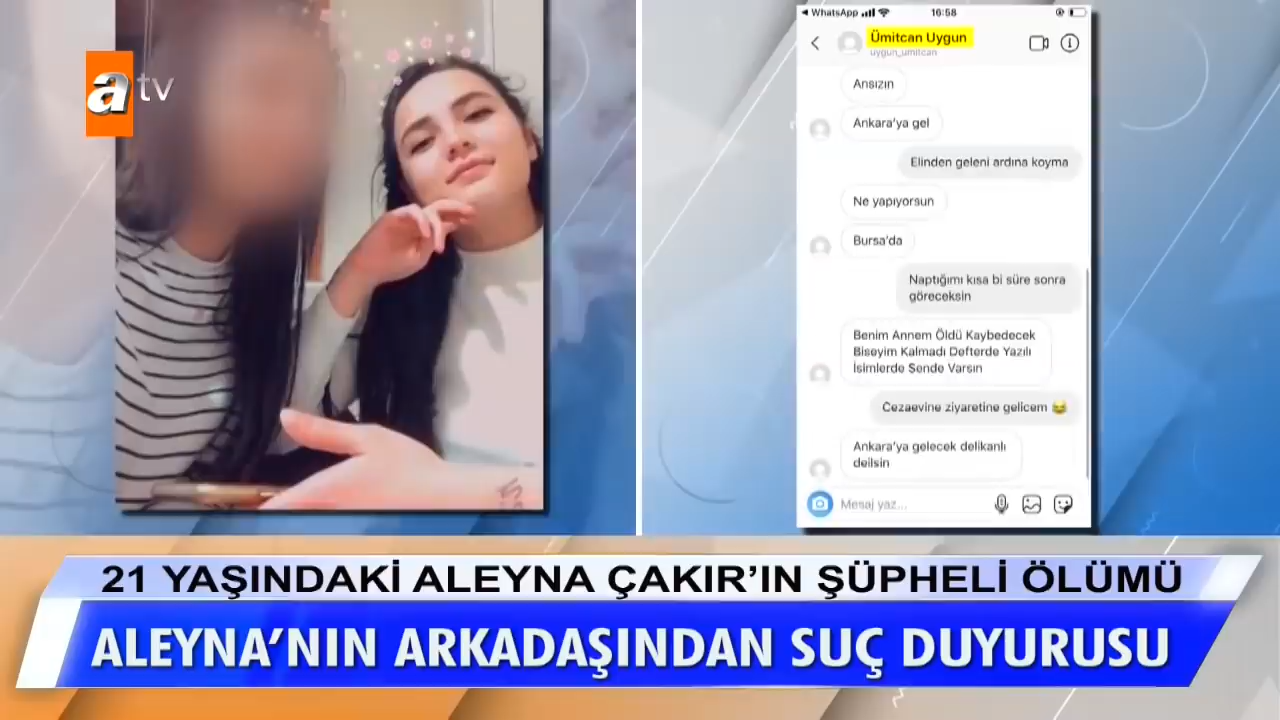 atv
WhatsApp
16:58
Ümitcan Uygun
uygun_umitcan
Ansızın
Ankara'ya gel
Elinden geleni ardına koyma
Ne yapıyorsun
Bursa'da
Naptığımı kısa bi süre sonra
göreceksin
Benim Annem Öldü Kaybedecek
Biseyim Kalmadı Defterde Yazılı
İsimlerde Sende Varsın
Cezaevine ziyaretine gelicem 😂
Ankara'ya gelecek delikanlı
deilsin
Mesaj yaz...
21 YAŞINDAKİ ALEYNA ÇAKIR'IN ŞÜPHELİ ÖLÜMÜ
ALEYNA'NIN ARKADAŞINDAN SUÇ DUYURUSU